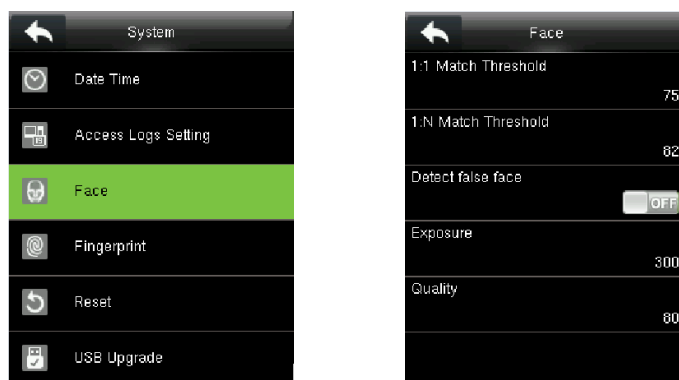 System
Date Time
Access Logs Setting
Face
Fingerprint
Reset
USB Upgrade
Face
1:1 Match Threshold
75
1:N Match Threshold
82
Detect false face
OFF
Exposure
300
Quality
80